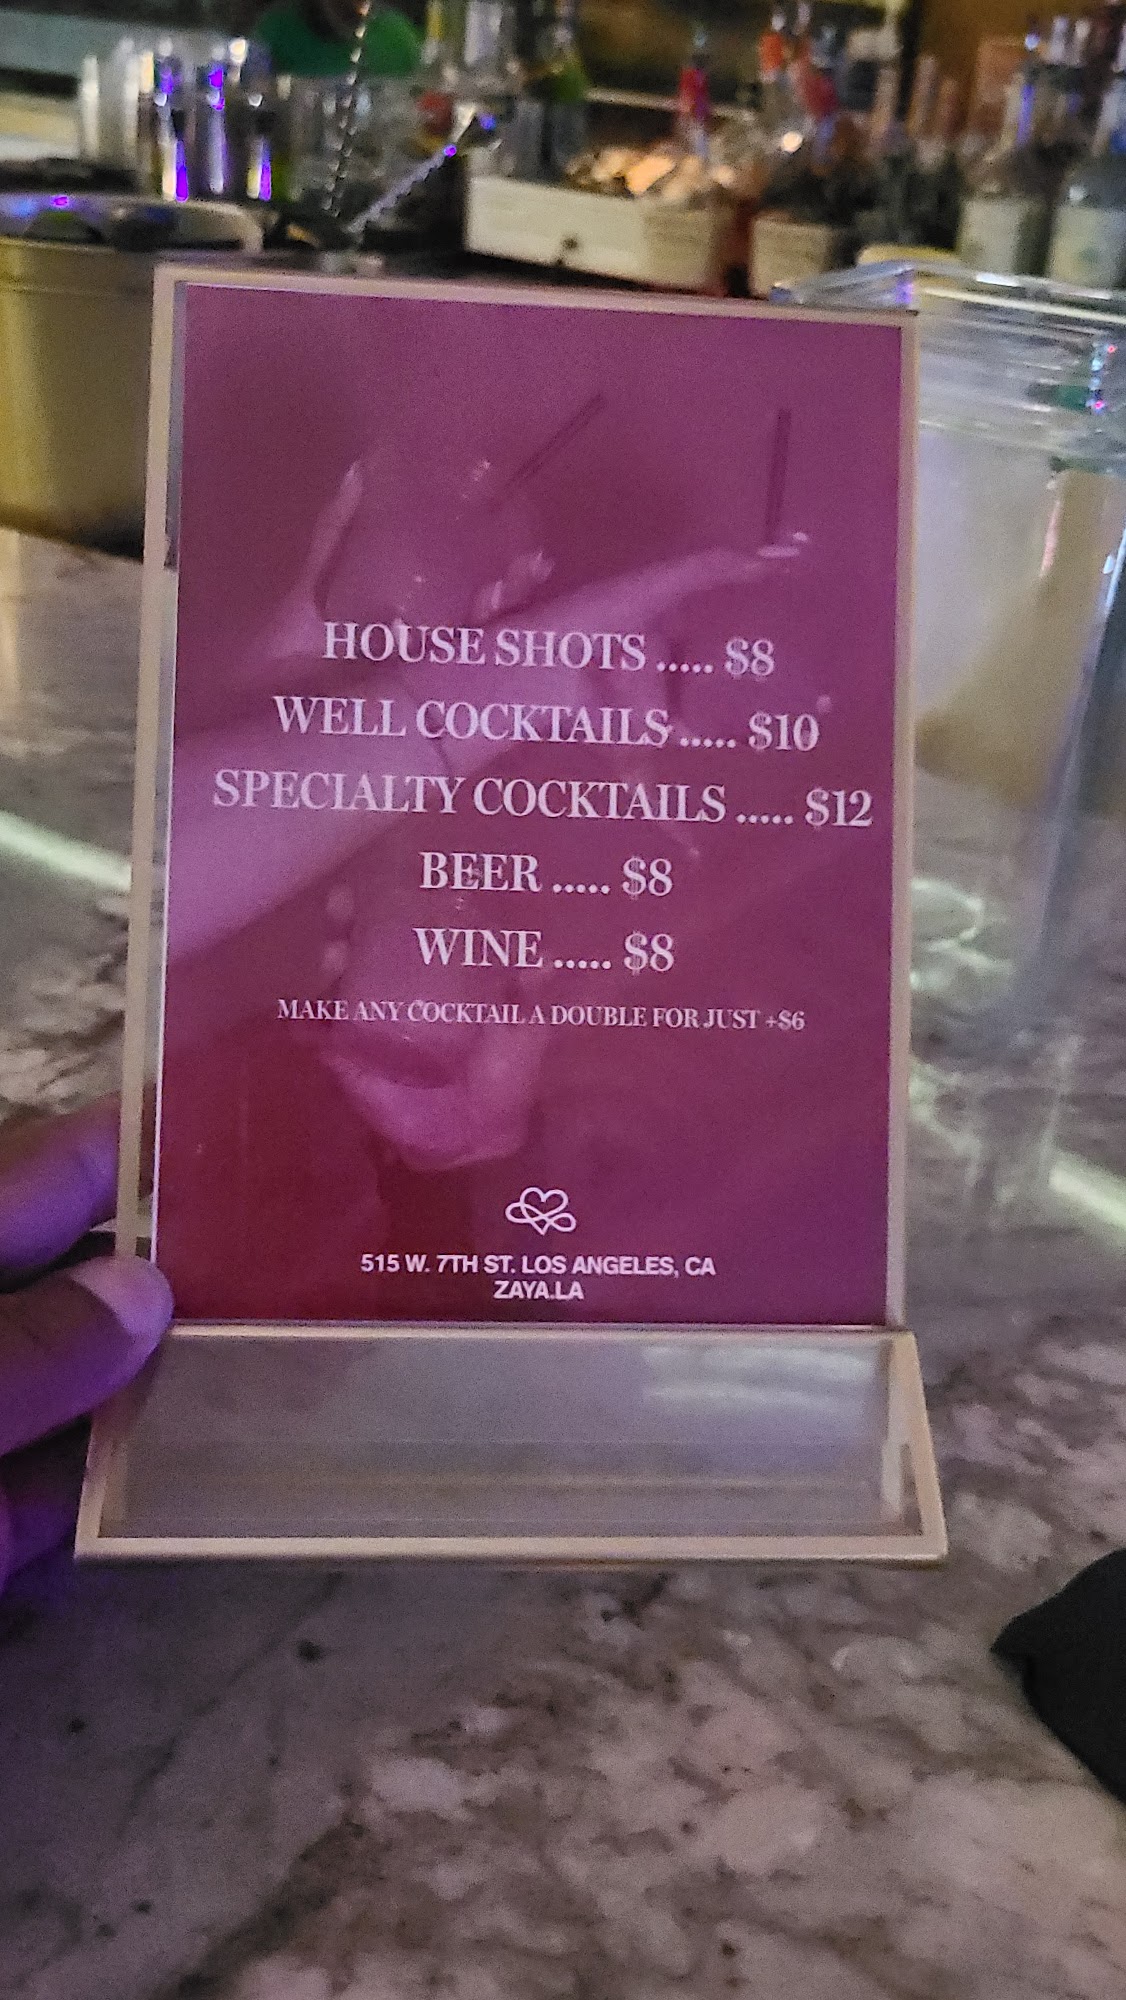 HOUSE SHOTS ..... $8
WELL COCKTAILS ..... $10
SPECIALTY COCKTAILS ..... $12
BEER ..... $8
WINE ..... $8
MAKE ANY COCKTAIL A DOUBLE FOR JUST +$6
515 W. 7TH ST. LOS ANGELES, CA
ZAYA.LA